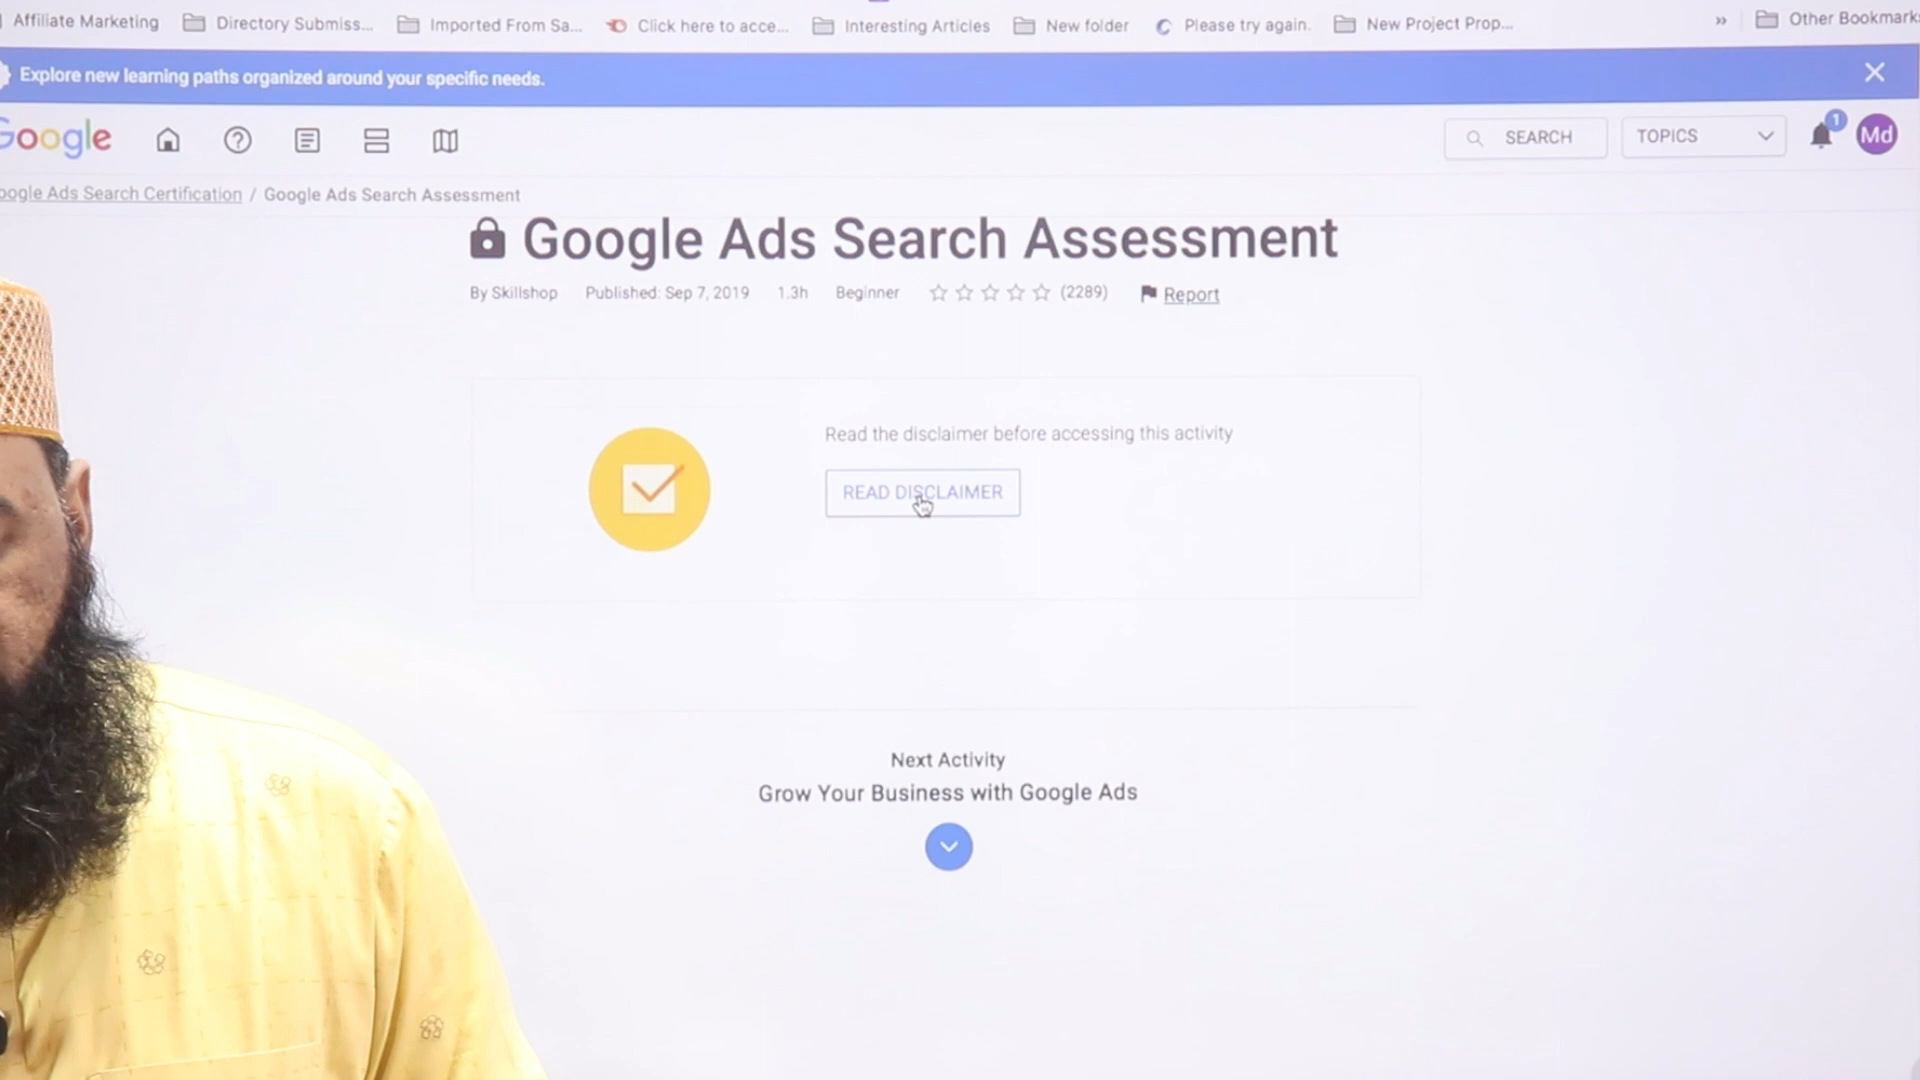 Affiliate Marketing Directory Submiss... Imported From Sa... Click here to acce... Interesting Articles New folder Please try again. New Project Prop... » Other Bookmark
Explore new learning paths organized around your specific needs.
Google SEARCH TOPICS 1 Md
oogle Ads Search Certification / Google Ads Search Assessment
Google Ads Search Assessment
By Skillshop Published: Sep 7, 2019 1.3h Beginner (2289) Report
Read the disclaimer before accessing this activity
READ DISCLAIMER
Next Activity
Grow Your Business with Google Ads